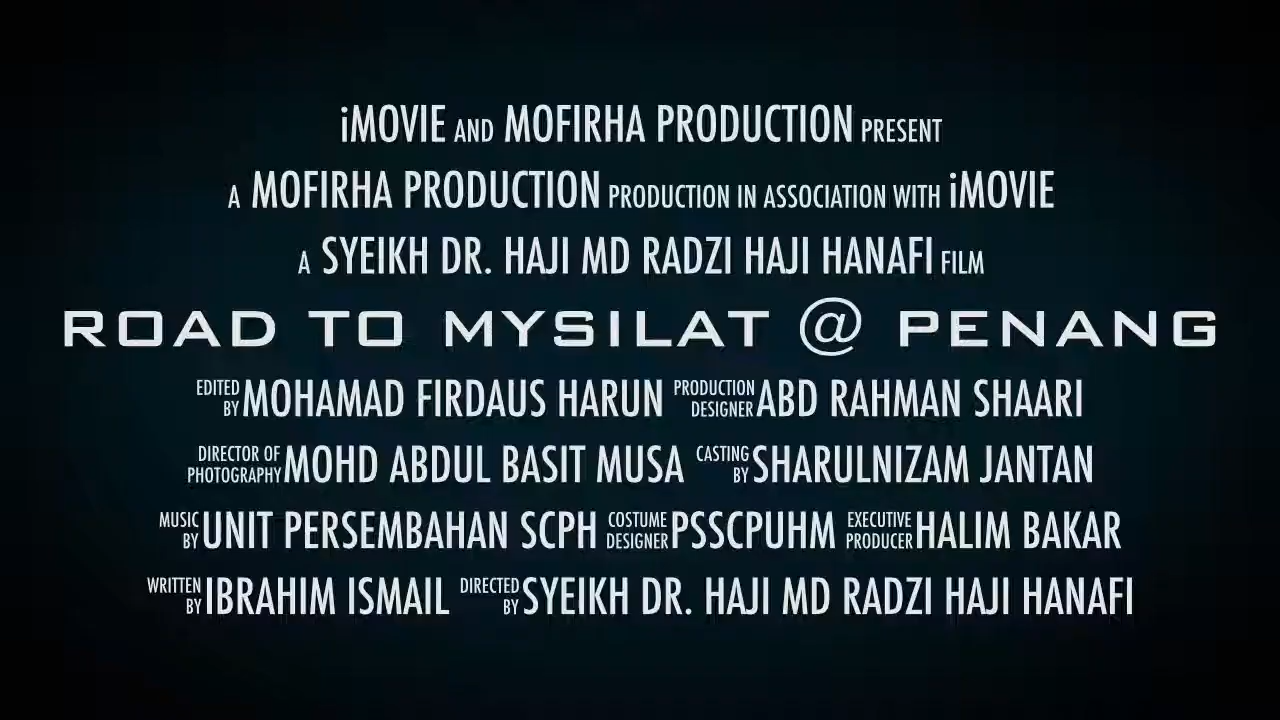 iMOVIE AND MOFIRHA PRODUCTION PRESENT
A MOFIRHA PRODUCTION PRODUCTION IN ASSOCIATION WITH iMOVIE
A SYEIKH DR. HAJI MD RADZI HAJI HANAFI FILM
ROAD TO MYSILAT @ PENANG
EDITED BY MOHAMAD FIRDAUS HARUN PRODUCTION DESIGNER ABD RAHMAN SHAARI
DIRECTOR OF PHOTOGRAPHY MOHD ABDUL BASIT MUSA CASTING BY SHARULNIZAM JANTAN
MUSIC BY UNIT PERSEMBAHAN SCPH COSTUME DESIGNER PSSCPUHM EXECUTIVE PRODUCER HALIM BAKAR
WRITTEN BY IBRAHIM ISMAIL DIRECTED BY SYEIKH DR. HAJI MD RADZI HAJI HANAFI